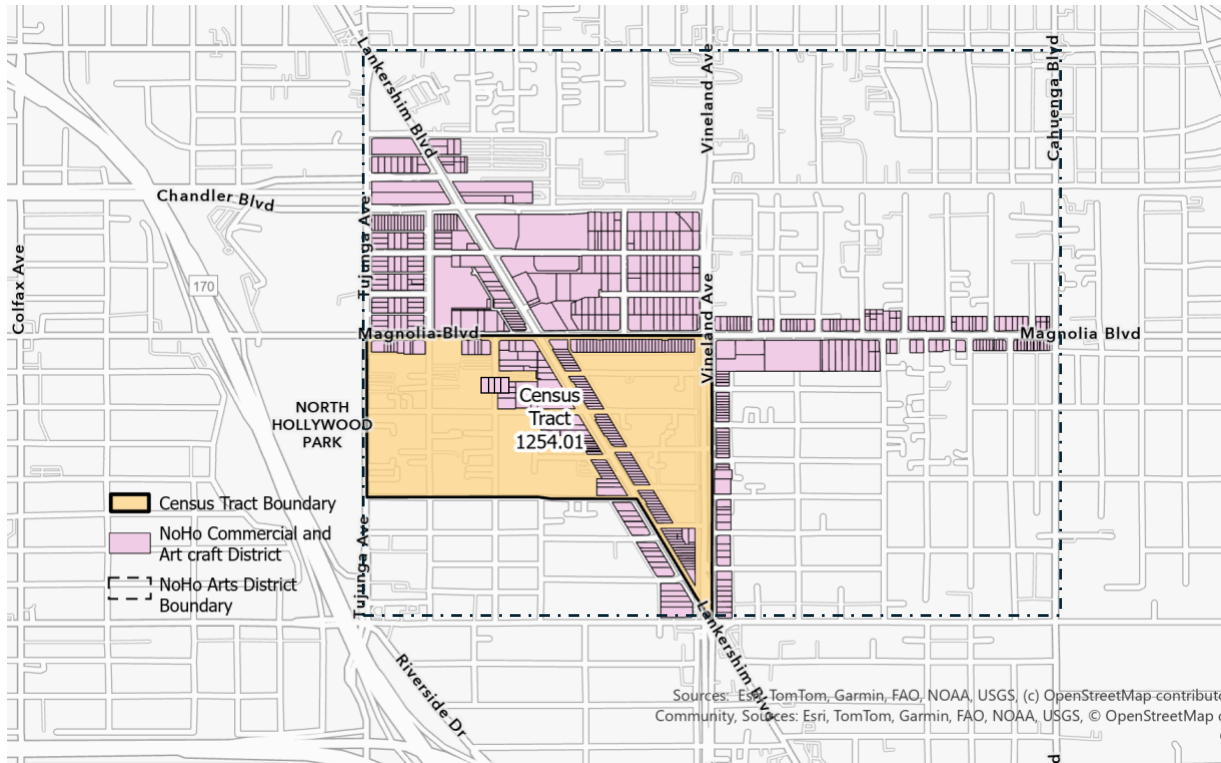 Lankershim Blvd
Vineland Ave
Cahuenga Blvd
Chandler Blvd
Tujunga Ave
Colfax Ave
170
Vineland Ave
Magnolia Blvd
Magnolia Blvd
Census
Tract
1254.01
NORTH
HOLLYWOOD
PARK
Census Tract Boundary
NoHo Commercial and
Art craft District
NoHo Arts District
Boundary
Tujunga Ave
Lankershim Blvd
Riverside Dr
Sources: Esri, TomTom, Garmin, FAO, NOAA, USGS, (c) OpenStreetMap contributo
Community, Sources: Esri, TomTom, Garmin, FAO, NOAA, USGS, © OpenStreetMap c